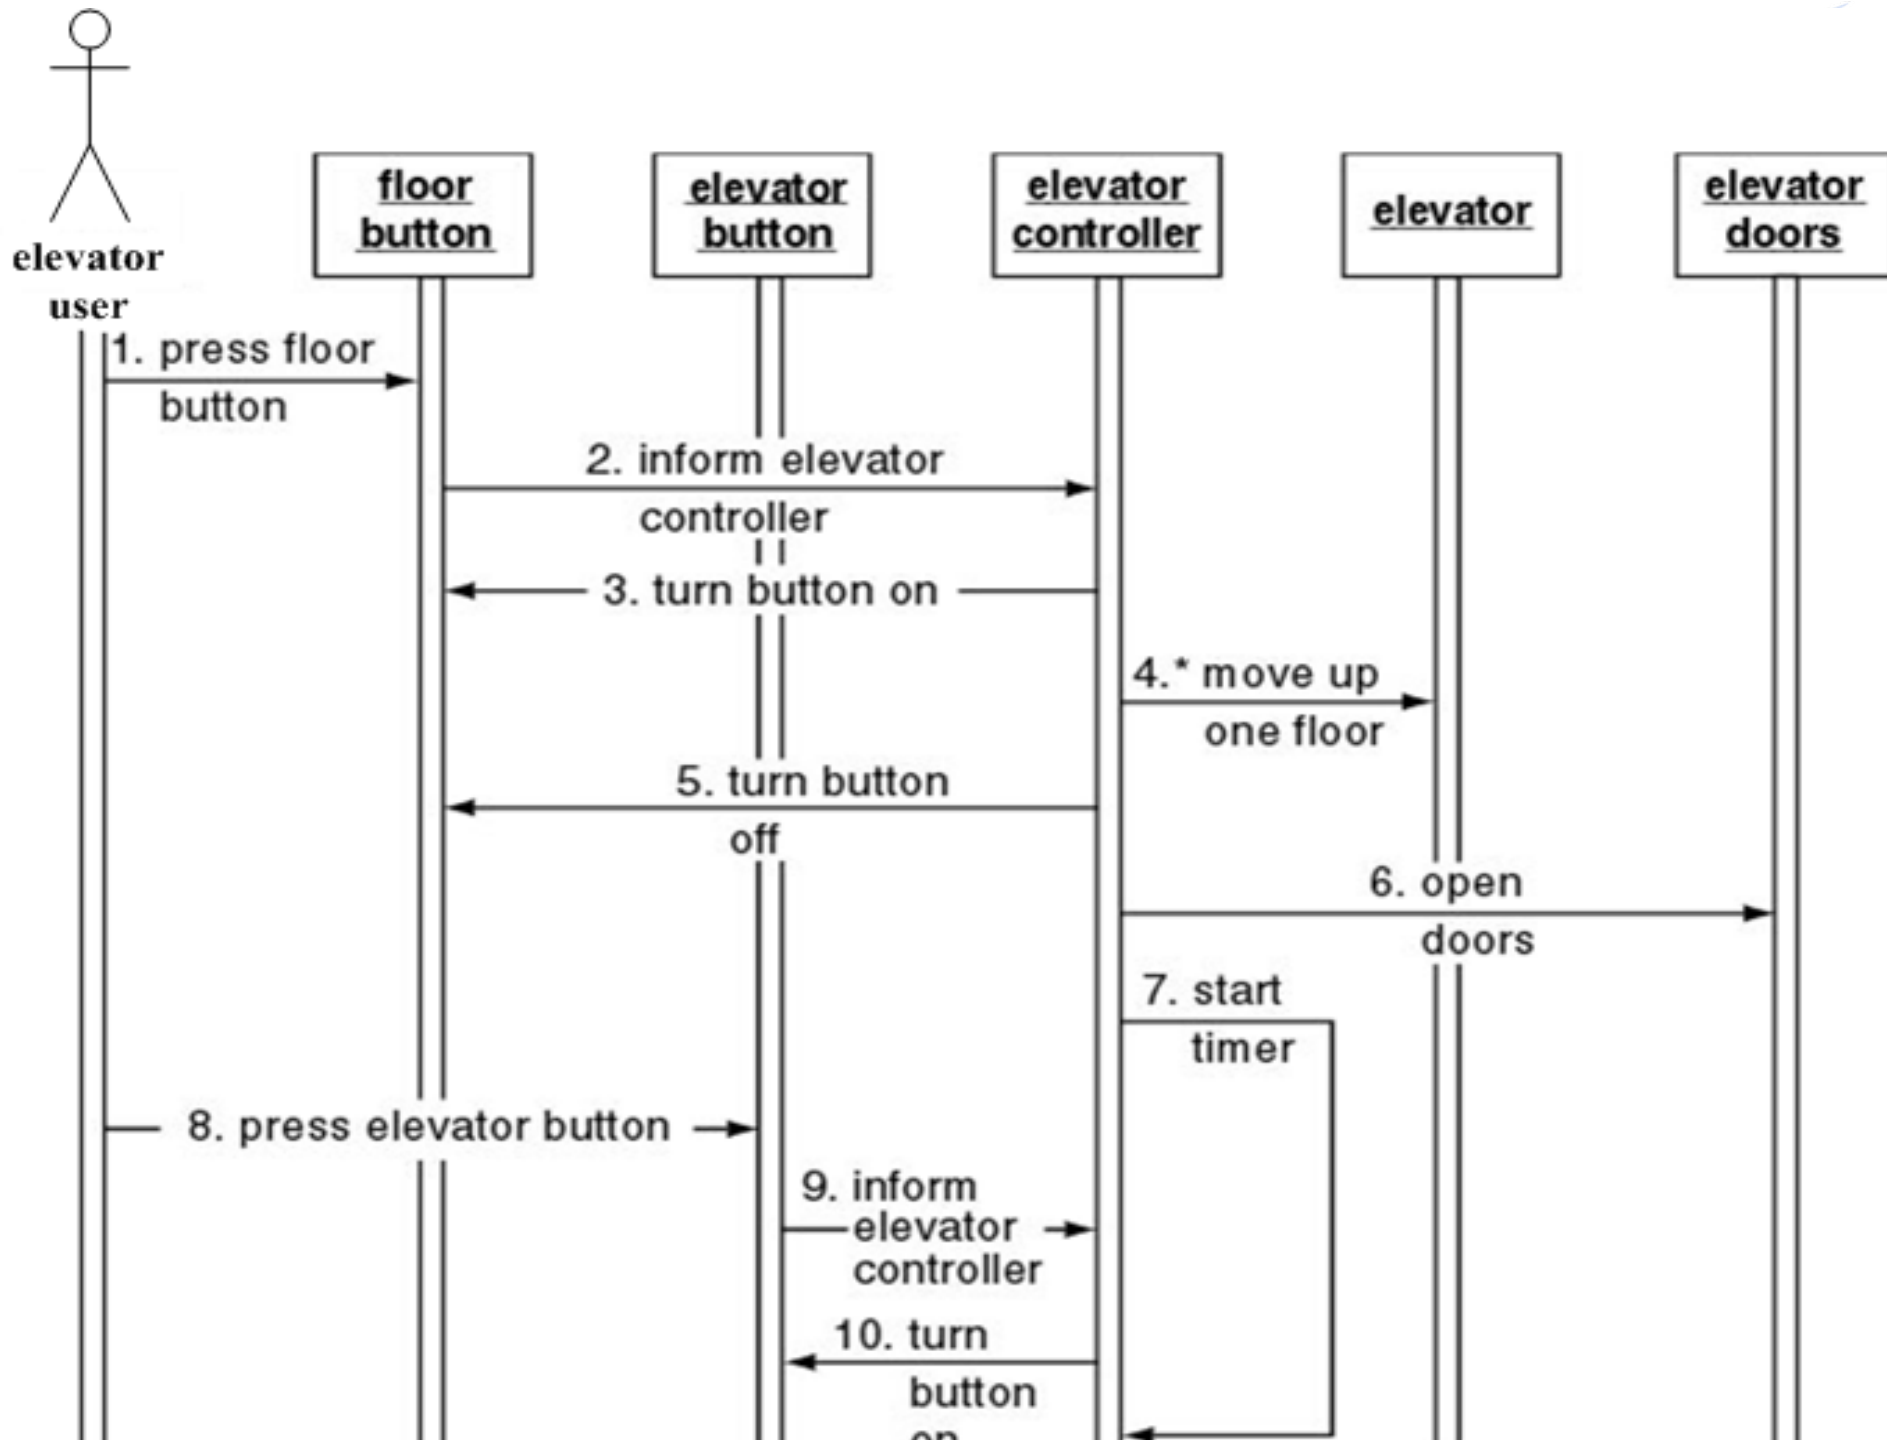 elevator
user
floor
button
elevator
button
elevator
controller
elevator
elevator
doors
1. press floor
button
2. inform elevator
controller
3. turn button on
4.* move up
one floor
5. turn button
off
6. open
doors
7. start
timer
8. press elevator button
9. inform
elevator
controller
10. turn
button
on